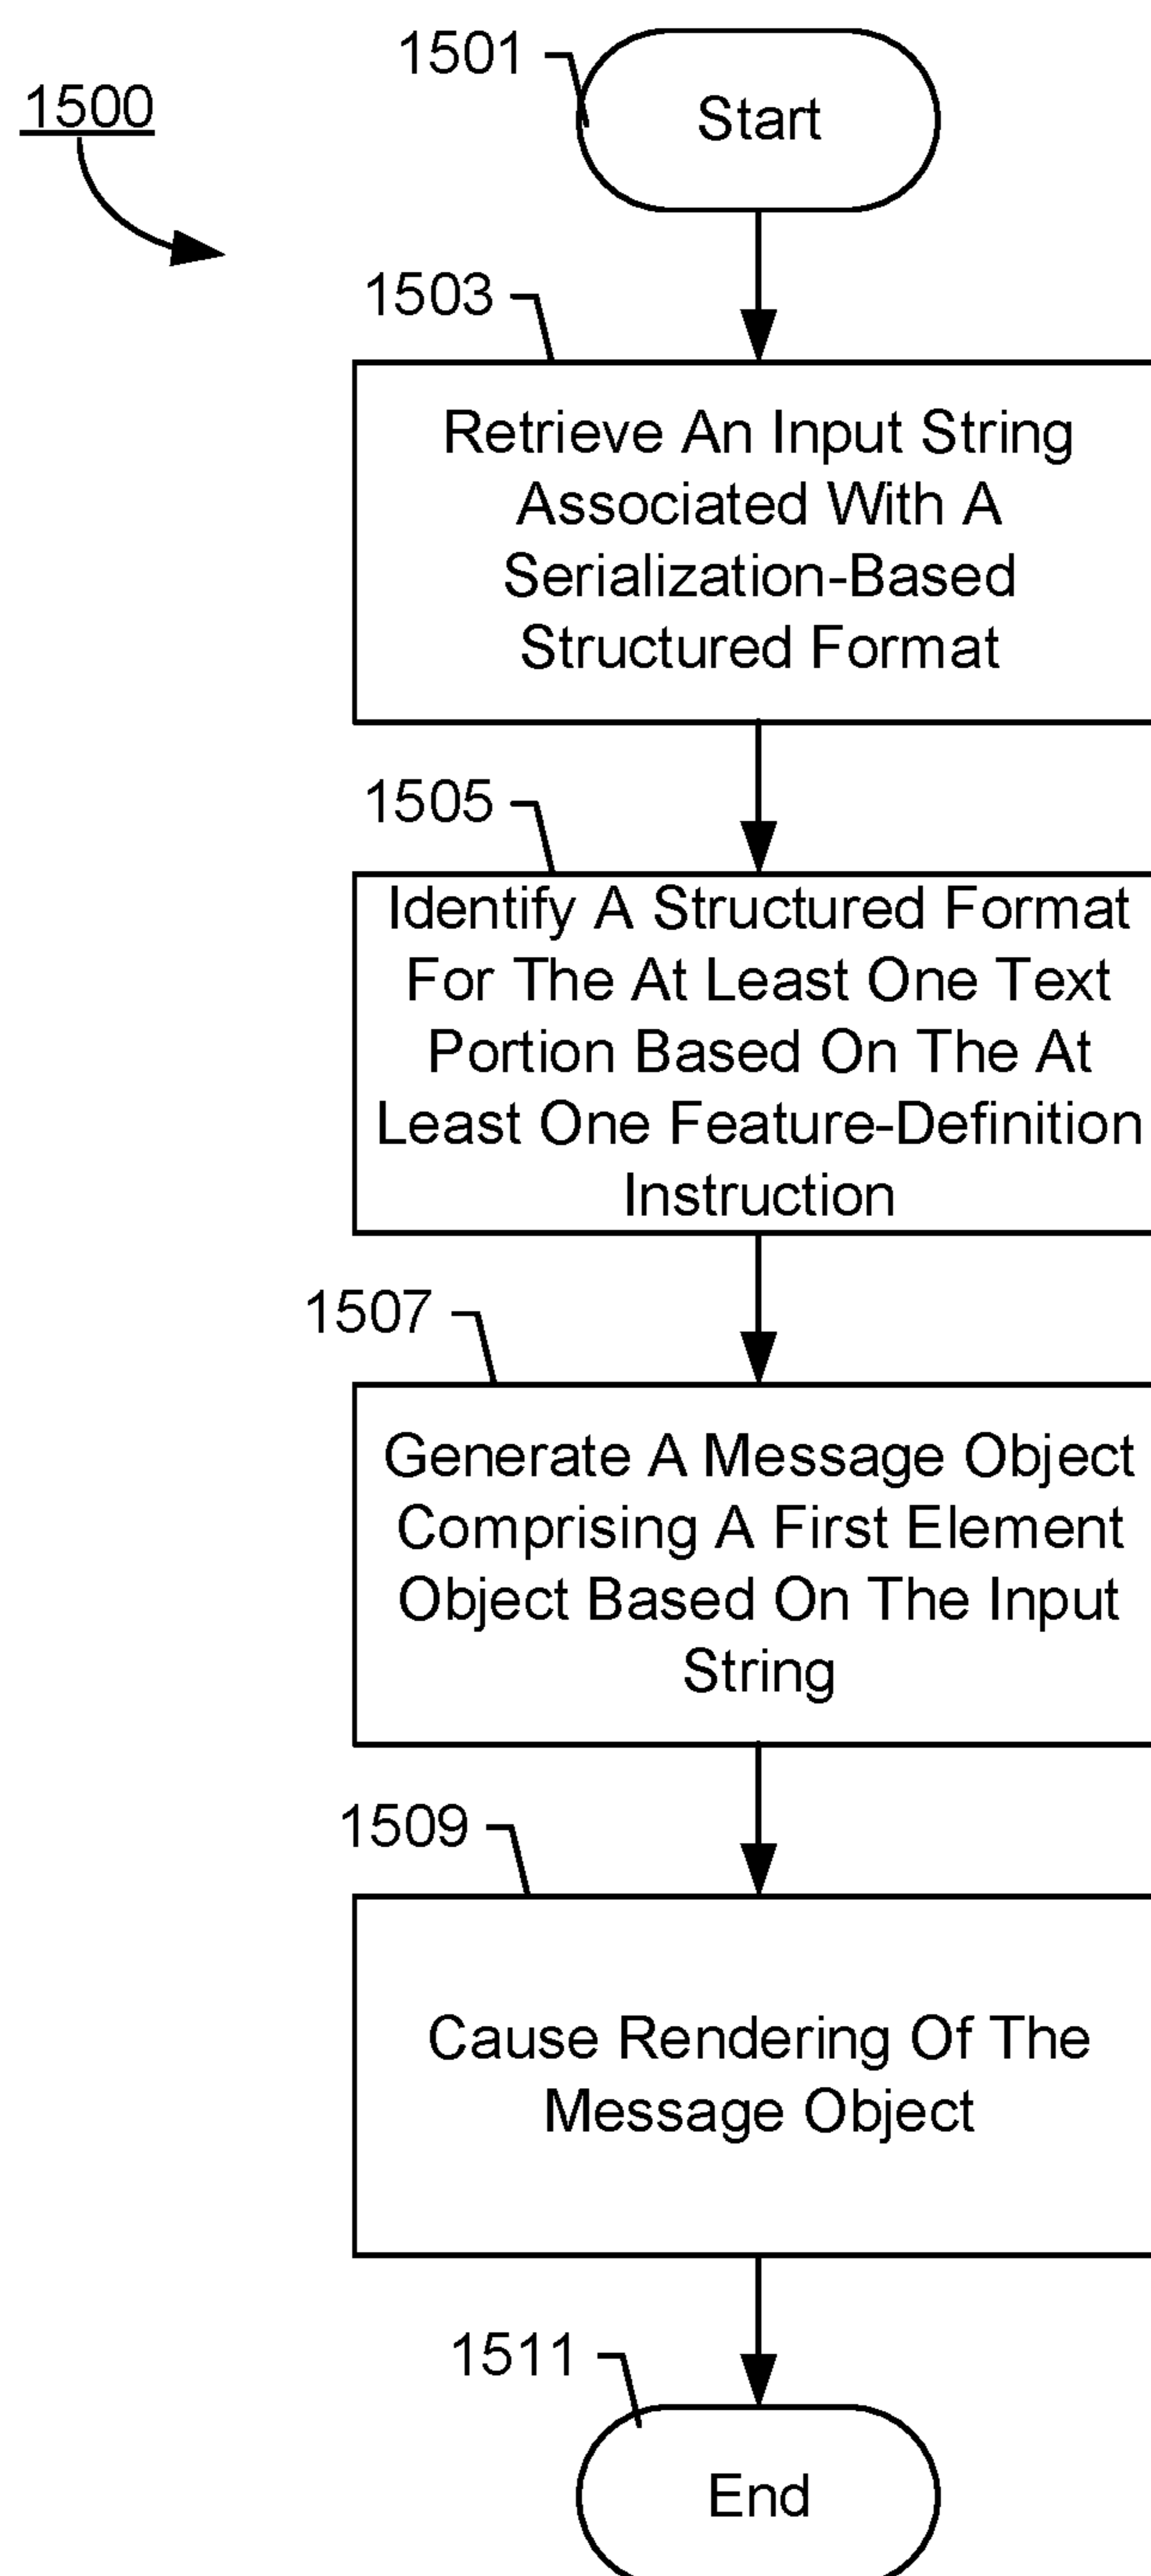 1501
Start
1500
1503
Retrieve An Input String
Associated With A
Serialization-Based
Structured Format
1505
Identify A Structured Format
For The At Least One Text
Portion Based On The At
Least One Feature-Definition
Instruction
1507
Generate A Message Object
Comprising A First Element
Object Based On The Input
String
1509
Cause Rendering Of The
Message Object
1511
End